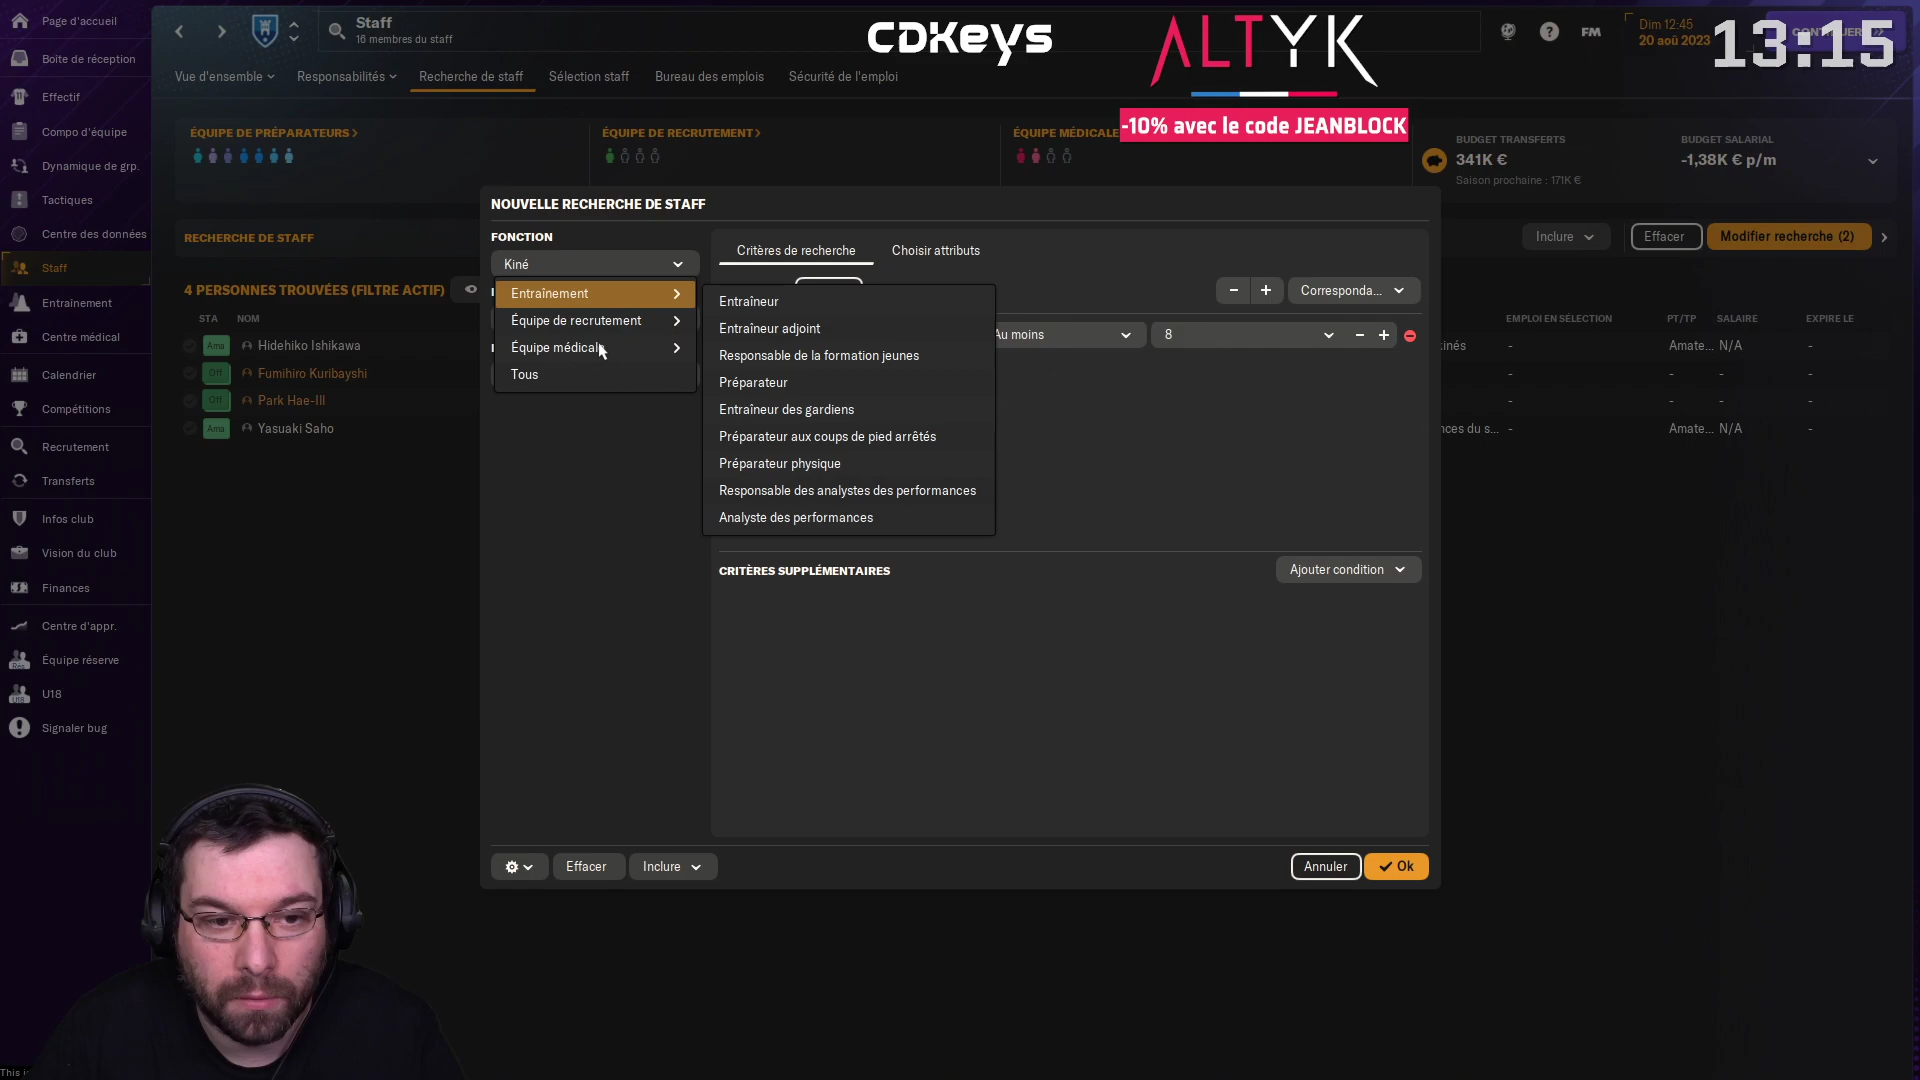 Page d'accueil
Boîte de réception
Effectif
Compo d'équipe
Dynamique de grp.
Tactiques
Centre des données
Staff
Entraînement
Centre médical
Calendrier
Compétitions
Recrutement
Transferts
Infos club
Vision du club
Finances
Centre d'appr.
Équipe réserve
U18
Signaler bug
Staff
16 membres du staff
CDKeys
ALTYK
-10% avec le code JEANBLOCK
FM
Dim 12:45
20 aoû 2023
13:15
Vue d'ensemble
Responsabilités
Recherche de staff
Sélection staff
Bureau des emplois
Sécurité de l'emploi
ÉQUIPE DE PRÉPARATEURS >
ÉQUIPE DE RECRUTEMENT >
ÉQUIPE MÉDICALE
BUDGET TRANSFERTS
341K €
Saison prochaine : 171K €
BUDGET SALARIAL
-1,38K € p/m
RECHERCHE DE STAFF
Inclure
Effacer
Modifier recherche (2)
4 PERSONNES TROUVÉES (FILTRE ACTIF)
STA NOM
EMPLOI EN SÉLECTION
PT/TP
SALAIRE
EXPIRE LE
Ama Hidehiko Ishikawa
inés - Amate... N/A -
Off Fumihiro Kuribayshi
- - - -
Off Park Hae-Ill
- - - -
Ama Yasuaki Saho
nces du s... - Amate... N/A -
NOUVELLE RECHERCHE DE STAFF
FONCTION
Kiné
Entraînement
Équipe de recrutement
Équipe médicale
Tous
Critères de recherche
Choisir attributs
Corresponda...
Au moins
8
Entraîneur
Entraîneur adjoint
Responsable de la formation jeunes
Préparateur
Entraîneur des gardiens
Préparateur aux coups de pied arrêtés
Préparateur physique
Responsable des analystes des performances
Analyste des performances
CRITÈRES SUPPLÉMENTAIRES
Ajouter condition
Effacer
Inclure
Annuler
Ok
This i